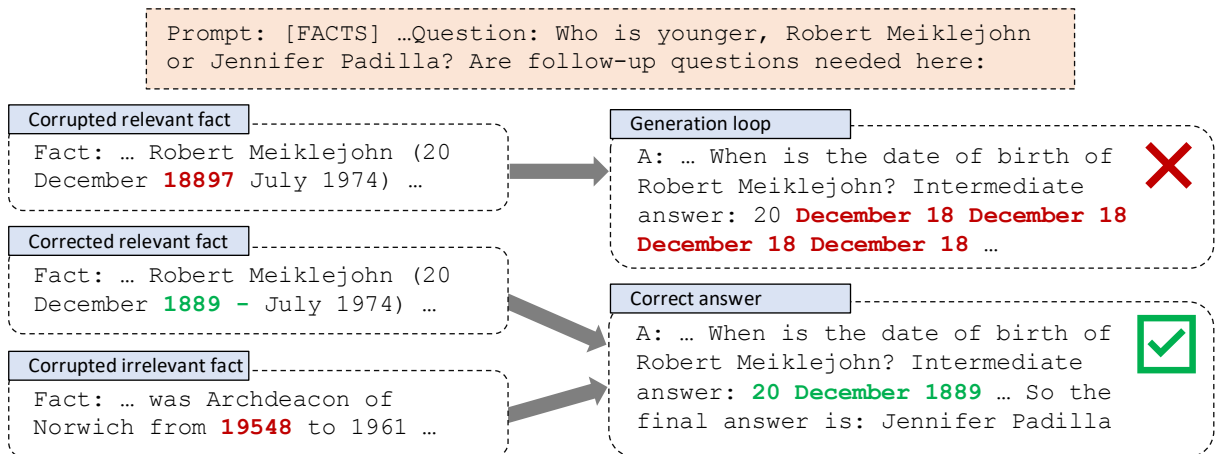 Prompt: [FACTS] …Question: Who is younger, Robert Meiklejohn
or Jennifer Padilla? Are follow-up questions needed here:
Corrupted relevant fact
Fact: … Robert Meiklejohn (20
December 18897 July 1974) …
Generation loop
A: … When is the date of birth of
Robert Meiklejohn? Intermediate
answer: 20 December 18 December 18
December 18 December 18 …
Corrected relevant fact
Fact: … Robert Meiklejohn (20
December 1889 – July 1974) …
Correct answer
A: … When is the date of birth of
Robert Meiklejohn? Intermediate
answer: 20 December 1889 … So the
final answer is: Jennifer Padilla
Corrupted irrelevant fact
Fact: … was Archdeacon of
Norwich from 19548 to 1961 …